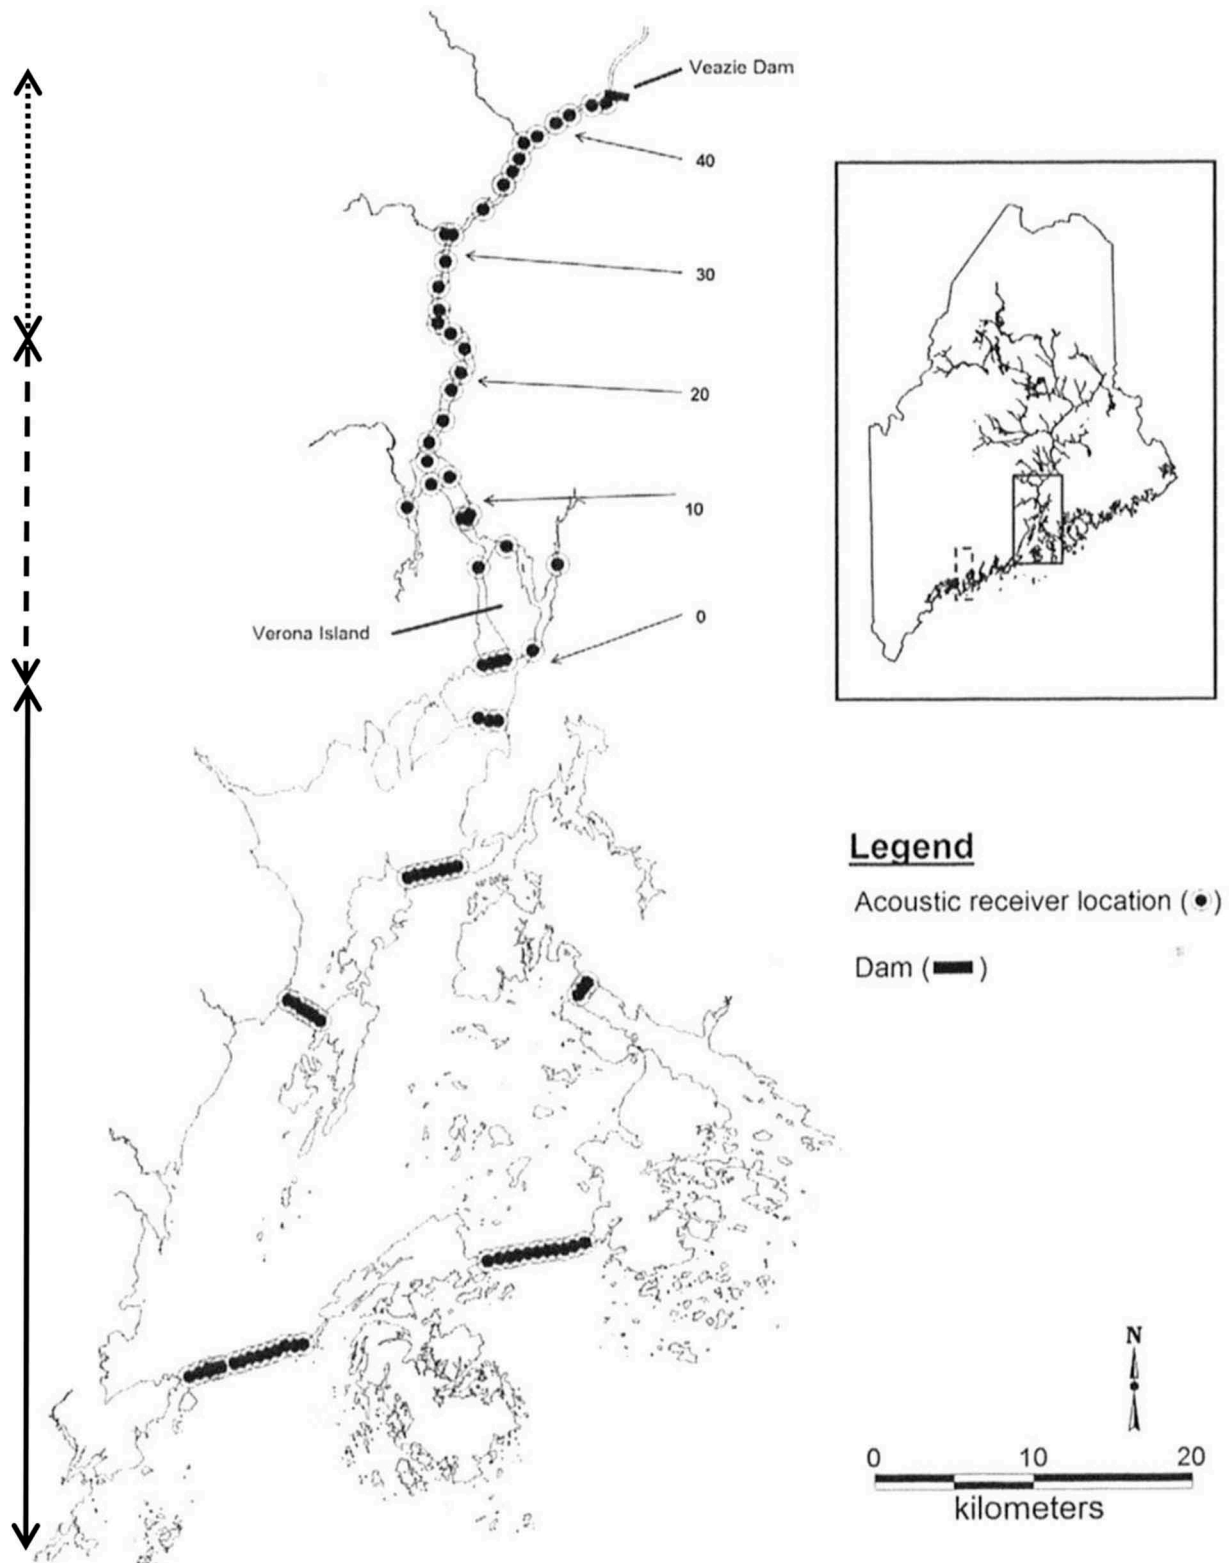 Veazie Dam
40
30
20
10
0
Verona Island
Legend
Acoustic receiver location ( )
Dam ( )
N
0 10 20
kilometers